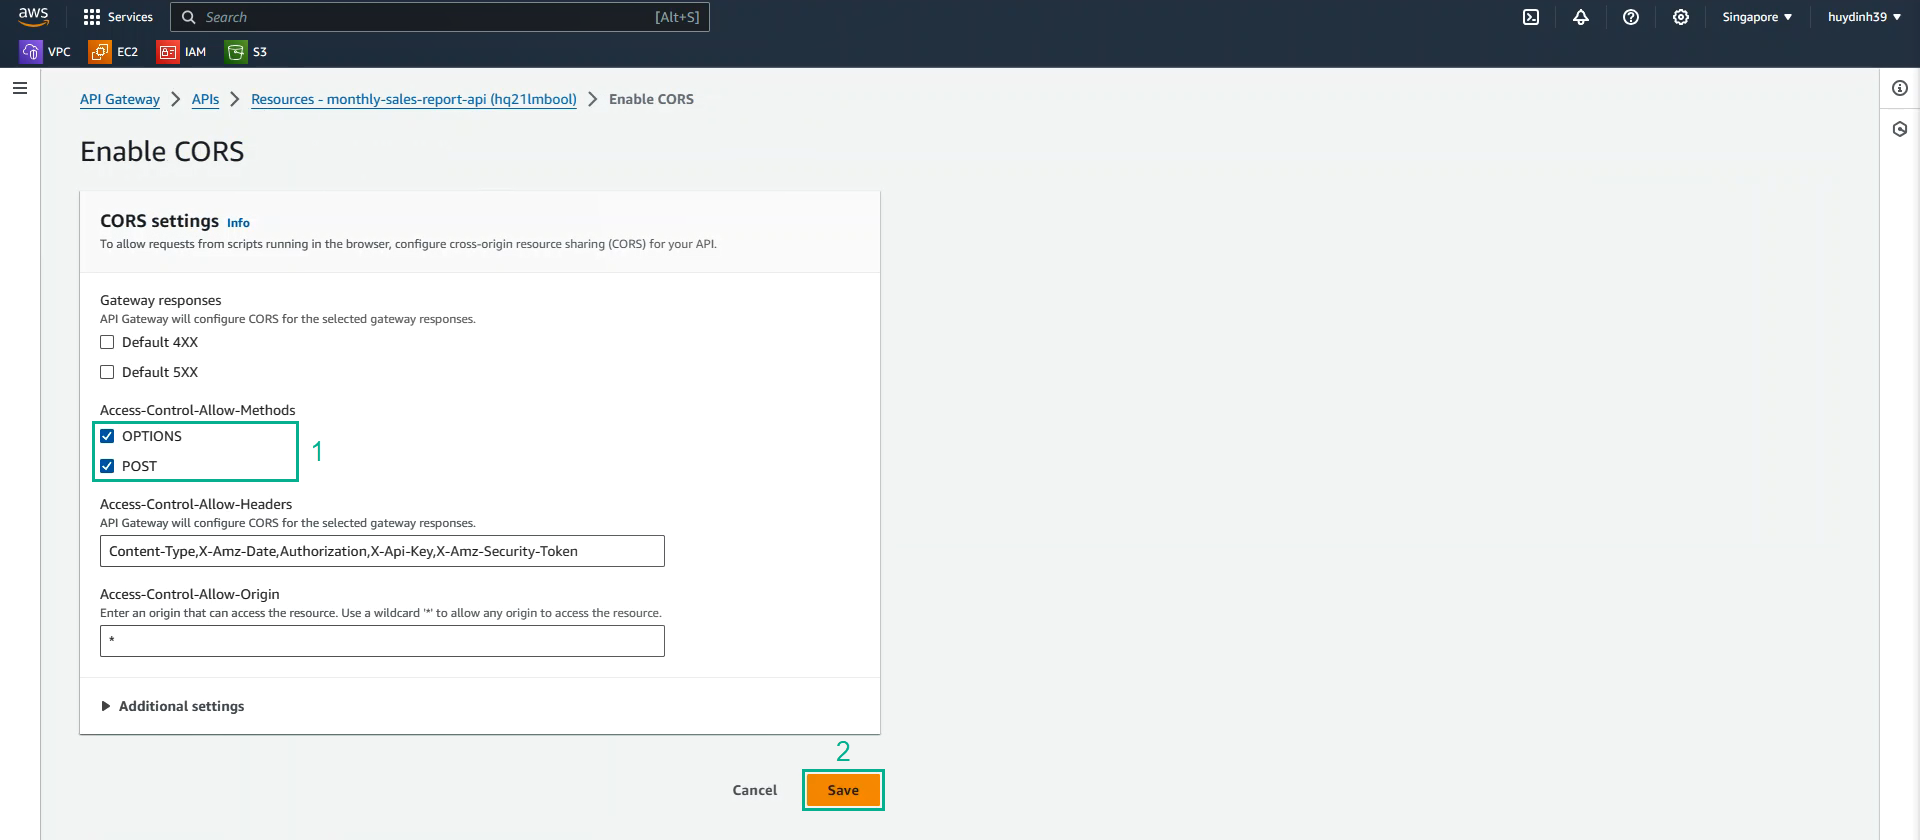 aws
Services
Search [Alt+S]
Singapore
huydinh39
VPC
EC2
IAM
S3
API Gateway > APIs > Resources - monthly-sales-report-api (hq21lmbool) > Enable CORS
Enable CORS
CORS settings Info
To allow requests from scripts running in the browser, configure cross-origin resource sharing (CORS) for your API.
Gateway responses
API Gateway will configure CORS for the selected gateway responses.
Default 4XX
Default 5XX
Access-Control-Allow-Methods
OPTIONS
1
POST
Access-Control-Allow-Headers
API Gateway will configure CORS for the selected gateway responses.
Content-Type,X-Amz-Date,Authorization,X-Api-Key,X-Amz-Security-Token
Access-Control-Allow-Origin
Enter an origin that can access the resource. Use a wildcard '*' to allow any origin to access the resource.
*
Additional settings
2
Cancel
Save